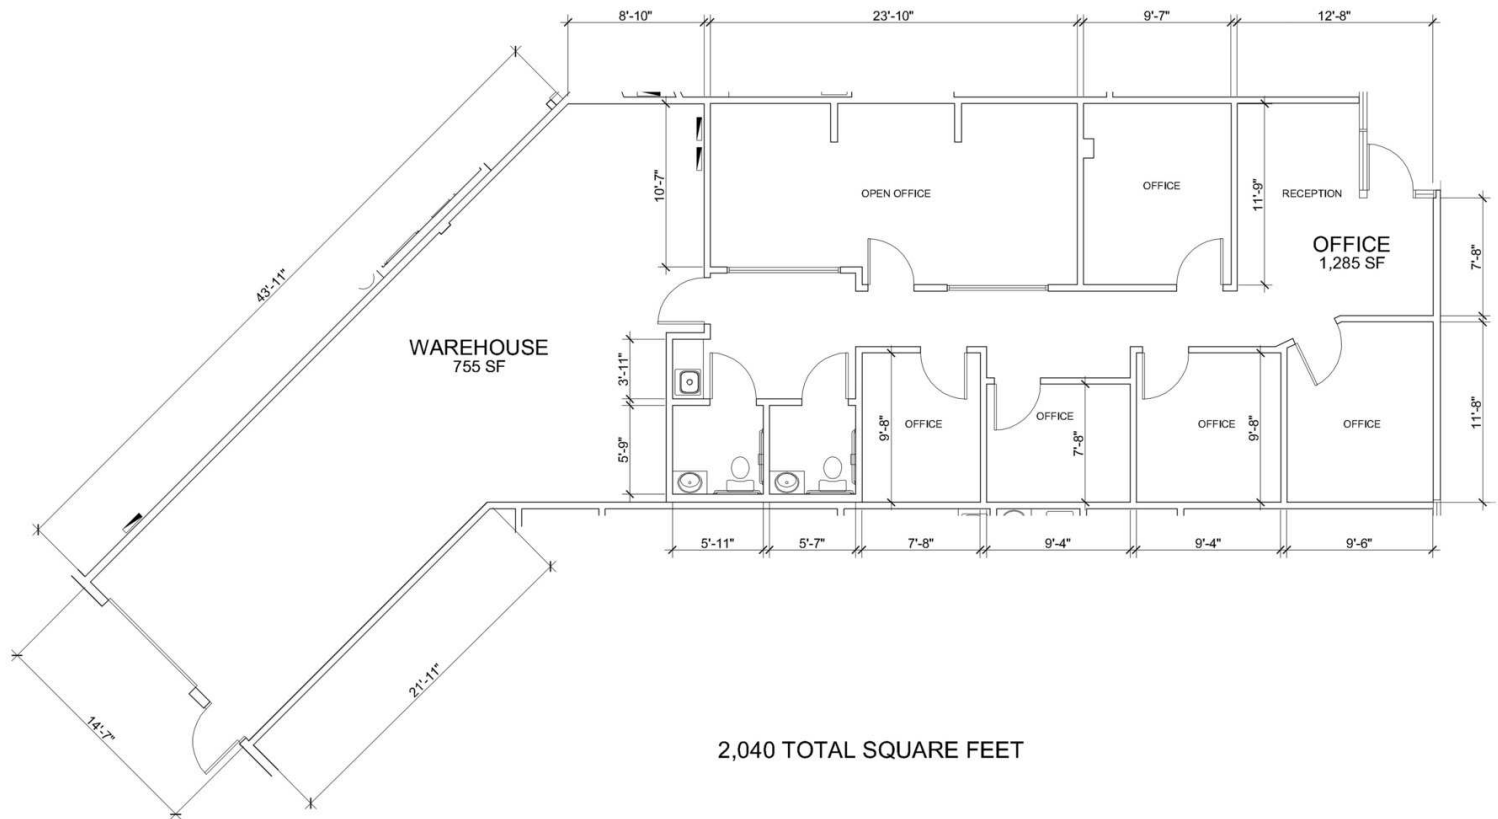 8'-10"
23'-10"
9'-7"
12'-8"
10'-7"
OPEN OFFICE
OFFICE
11'-9"
RECEPTION
OFFICE
1,285 SF
7'-8"
43'-11"
WAREHOUSE
755 SF
3'-11"
5'-9"
9'-8"
OFFICE
OFFICE
7'-8"
OFFICE
9'-8"
OFFICE
11'-8"
5'-11"
5'-7"
7'-8"
9'-4"
9'-4"
9'-6"
21'-11"
14'-7"
2,040 TOTAL SQUARE FEET